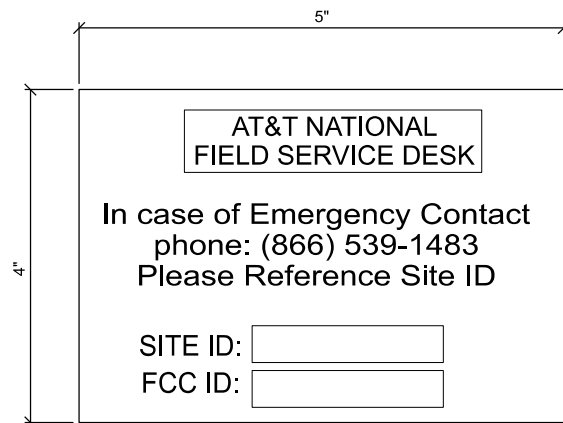 5"
AT&T NATIONAL
FIELD SERVICE DESK
In case of Emergency Contact
phone: (866) 539-1483
Please Reference Site ID
4"
SITE ID:
FCC ID: